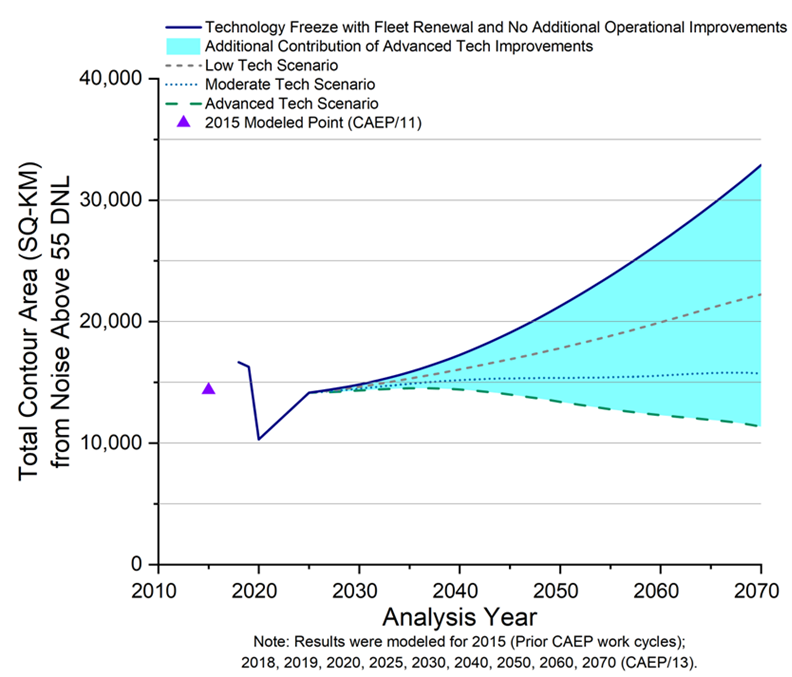 Technology Freeze with Fleet Renewal and No Additional Operational Improvements
Additional Contribution of Advanced Tech Improvements
Low Tech Scenario
Moderate Tech Scenario
Advanced Tech Scenario
2015 Modeled Point (CAEP/11)
Total Contour Area (SQ-KM)
from Noise Above 55 DNL
40,000
30,000
20,000
10,000
0
2010 2020 2030 2040 2050 2060 2070
Analysis Year
Note: Results were modeled for 2015 (Prior CAEP work cycles);
2018, 2019, 2020, 2025, 2030, 2040, 2050, 2060, 2070 (CAEP/13).